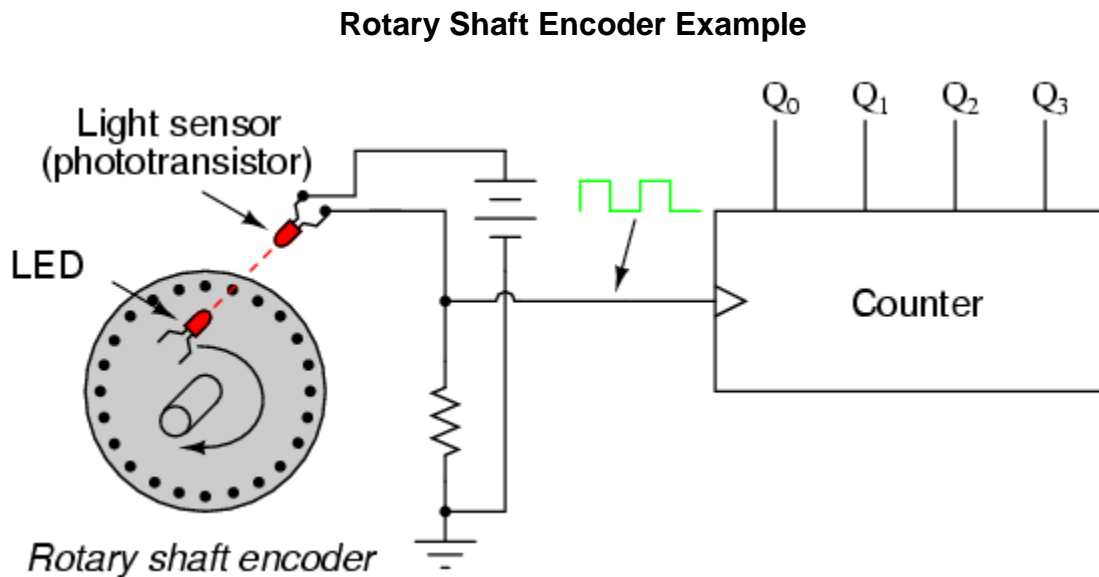 Rotary Shaft Encoder Example
Light sensor
(phototransistor)
Q0 Q1 Q2 Q3
LED
Counter
Rotary shaft encoder